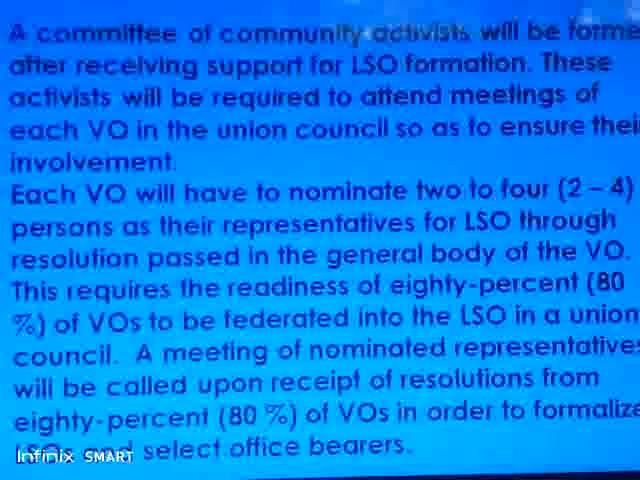 A committee of community activists will be forme
after receiving support for LSO formation. These
activists will be required to attend meetings of
each VO in the union council so as to ensure thei
involvement.
Each VO will have to nominate two to four (2 – 4)
persons as their representatives for LSO through
resolution passed in the general body of the VO.
This requires the readiness of eighty-percent (80
%) of VOs to be federated into the LSO in a union
council. A meeting of nominated representatives
will be called upon receipt of resolutions from
eighty-percent (80 %) of VOs in order to formalize
and select office bearers.
Infinix SMART